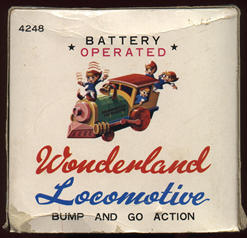 4248
★ BATTERY ★
OPERATED
Wonderland
Locomotive
BUMP AND GO ACTION